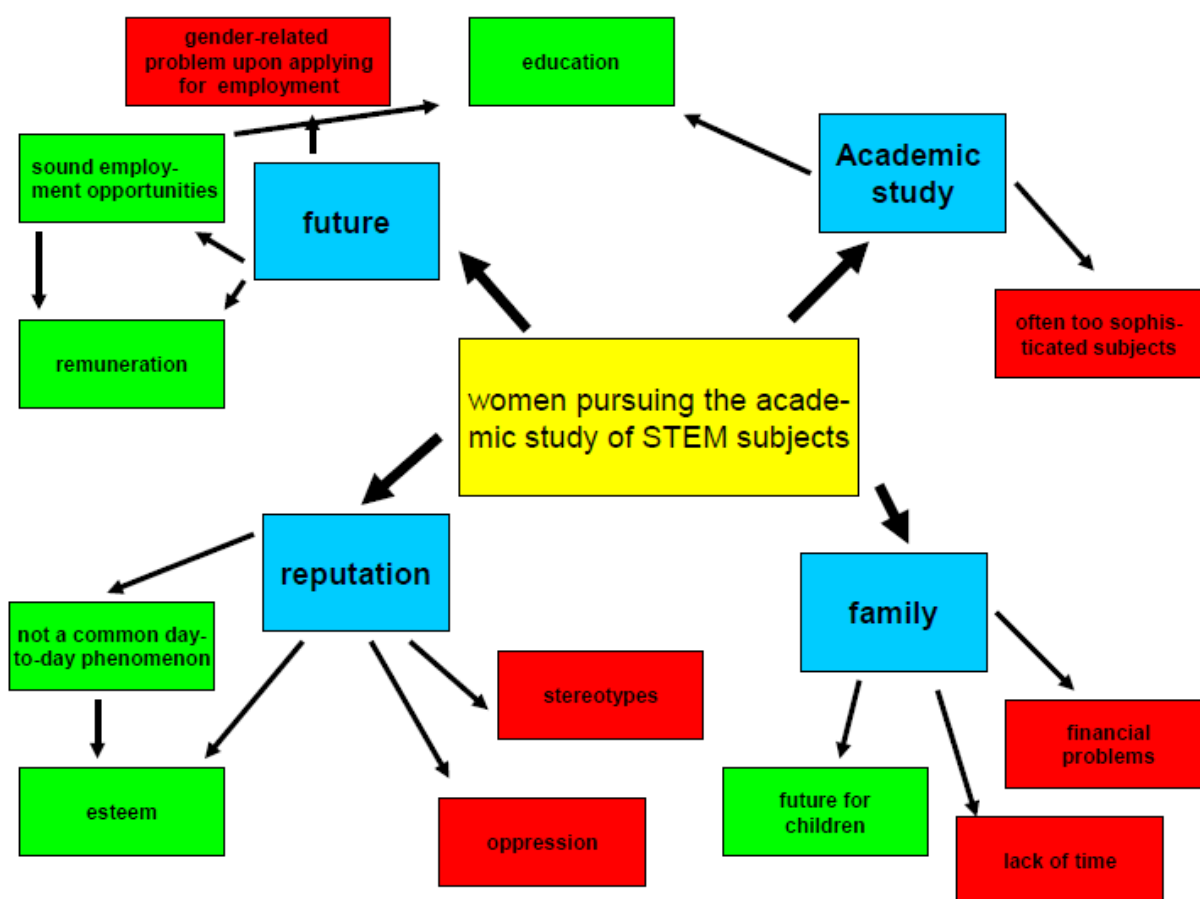 gender-related
problem upon applying
for employment
education
sound employ-
ment opportunities
future
Academic
study
remuneration
often too sophis-
ticated subjects
women pursuing the acade-
mic study of STEM subjects
reputation
family
not a common day-
to-day phenomenon
stereotypes
financial
problems
esteem
oppression
future for
children
lack of time